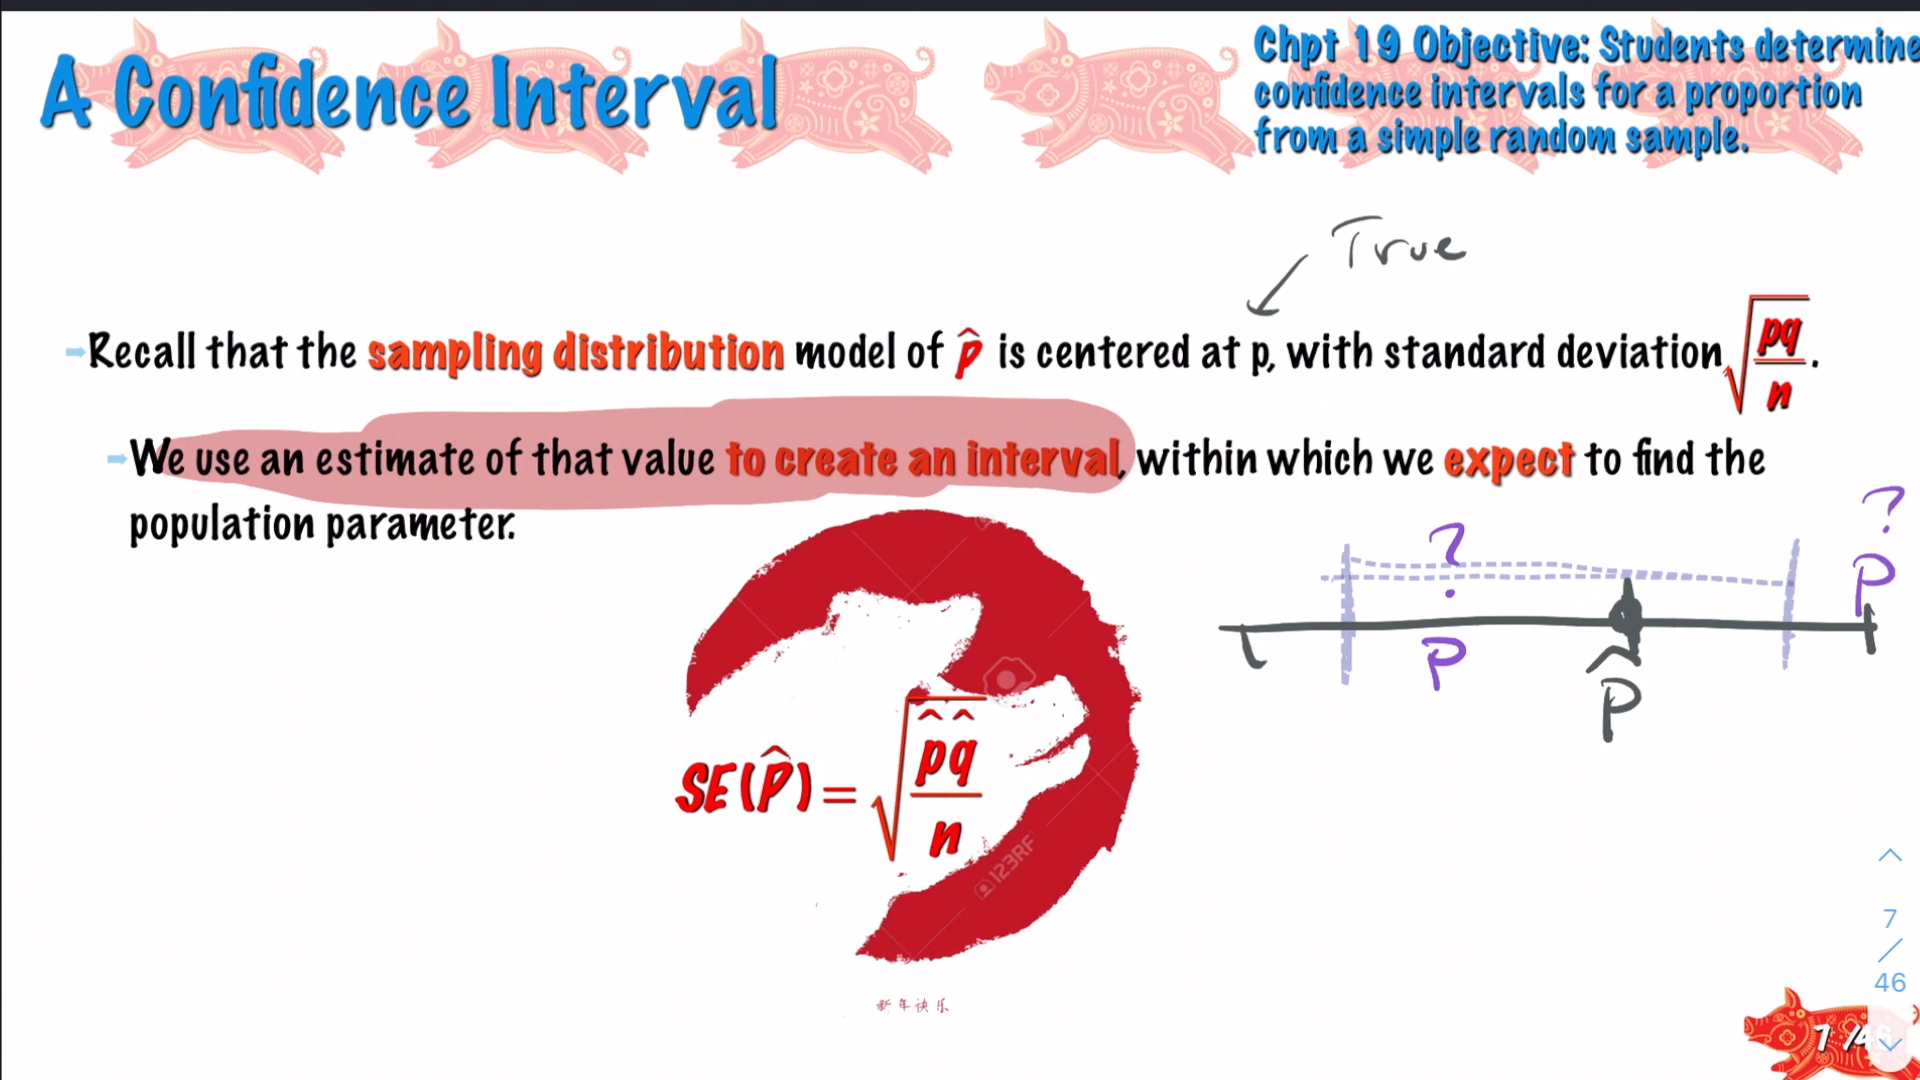 A Confidence Interval
Chpt 19 Objective: Students determine
confidence intervals for a proportion
from a simple random sample.
True
Recall that the sampling distribution model of p̂ is centered at p, with standard deviation √(pq/n).
We use an estimate of that value to create an interval, within which we expect to find the
population parameter.
?
?
p
p
p̂
SE(p̂) = √(p̂q̂/n)
123RF
新年快乐
7
/
46
7 /46